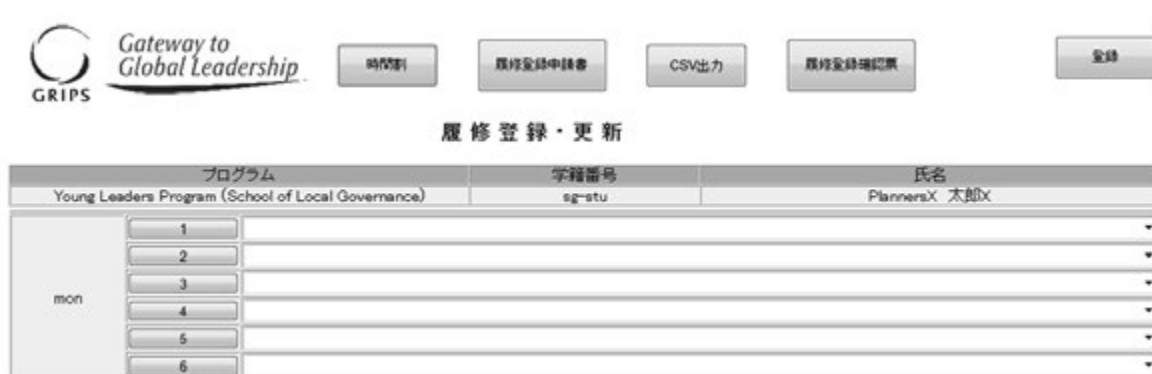 Gateway to
Global Leadership
GRIPS
時間割 履修登録申請書 CSV出力 履修登録確認票 登録
履修登録・更新
プログラム 学籍番号 氏名
Young Leaders Program (School of Local Governance) sg-stu PlannersX 太郎X
mon
1
2
3
4
5
6